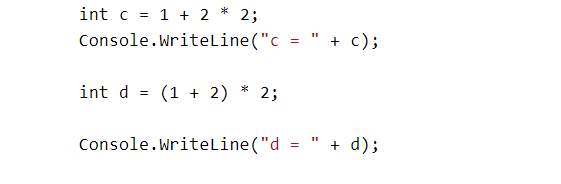 int c = 1 + 2 * 2;
Console.WriteLine("c = " + c);
int d = (1 + 2) * 2;
Console.WriteLine("d = " + d);